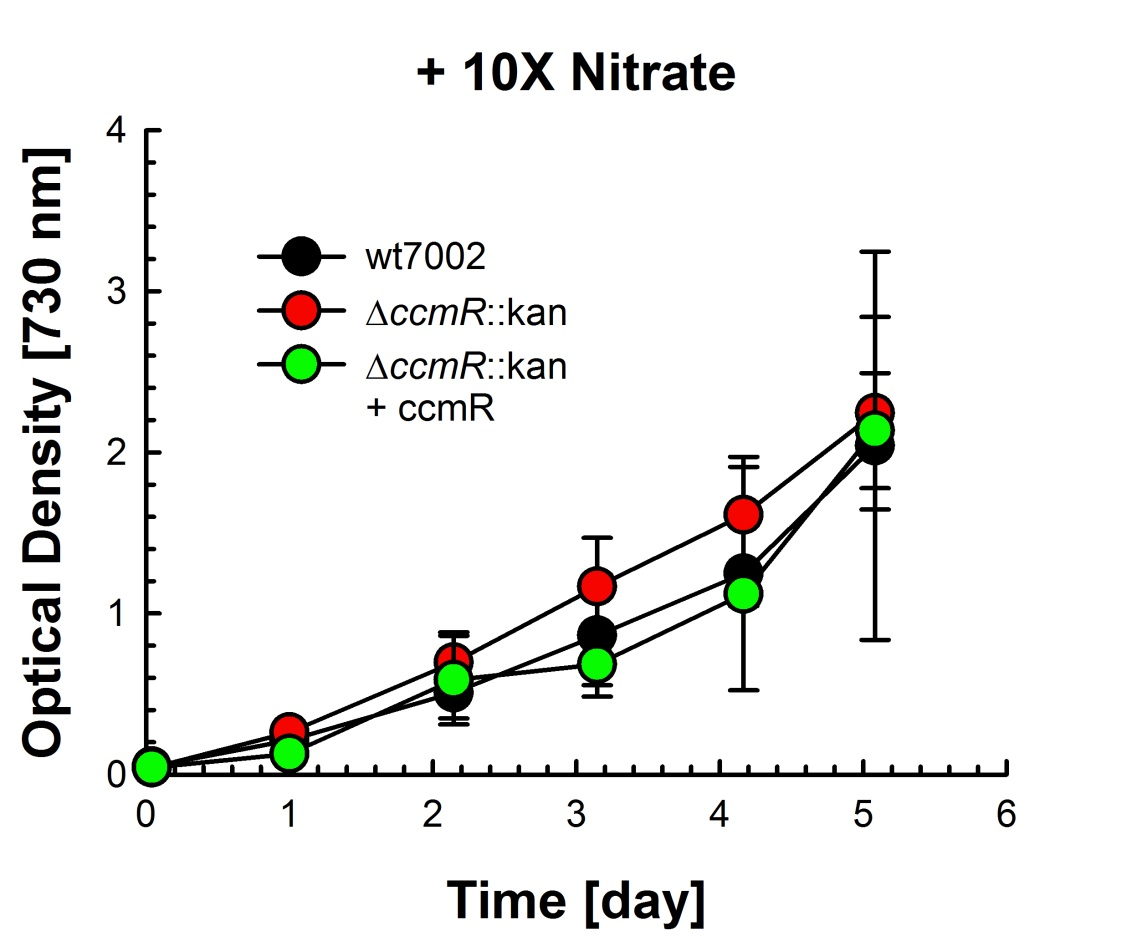 + 10X Nitrate
Optical Density [730 nm]
4
3
2
1
0
wt7002
ΔccmR::kan
ΔccmR::kan
+ ccmR
0 1 2 3 4 5 6
Time [day]